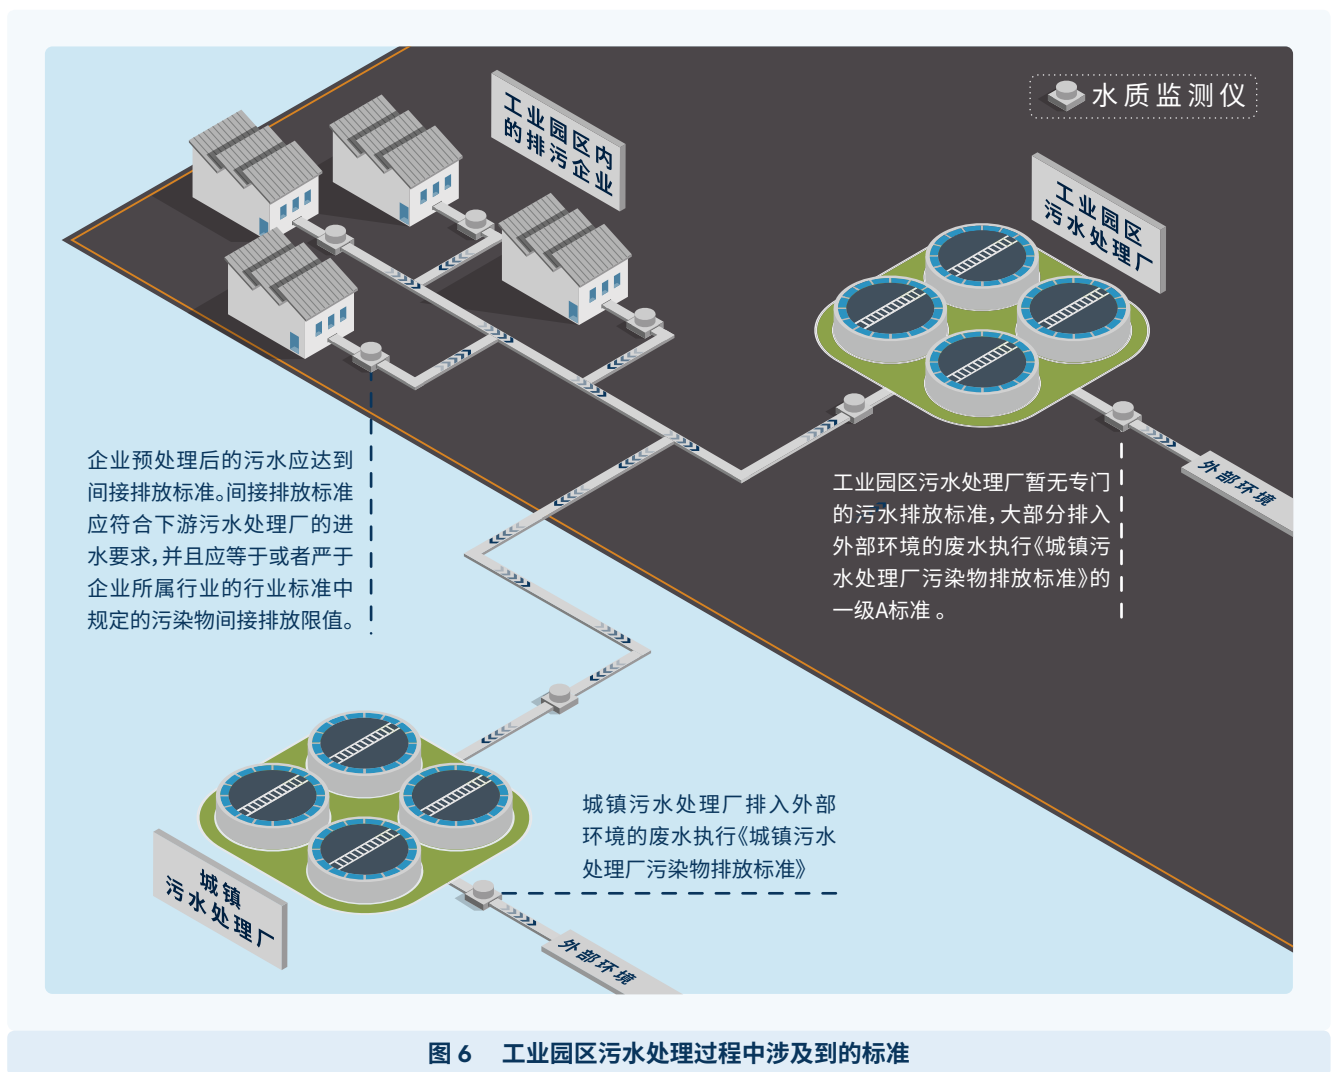 工业园区内
的排污企业
水质监测仪
工业园区
污水处理厂
外部环境
企业预处理后的污水应达到
间接排放标准。间接排放标准
应符合下游污水处理厂的进
水要求，并且应等于或者严于
企业所属行业的行业标准中
规定的污染物间接排放限值。
工业园区污水处理厂暂无专门
的污水排放标准，大部分排入
外部环境的废水执行《城镇污
水处理厂污染物排放标准》的
一级A标准 。
城镇污水处理厂排入外部
环境的废水执行《城镇污水
处理厂污染物排放标准》
城镇
污水处理厂
外部环境
图 6 工业园区污水处理过程中涉及到的标准